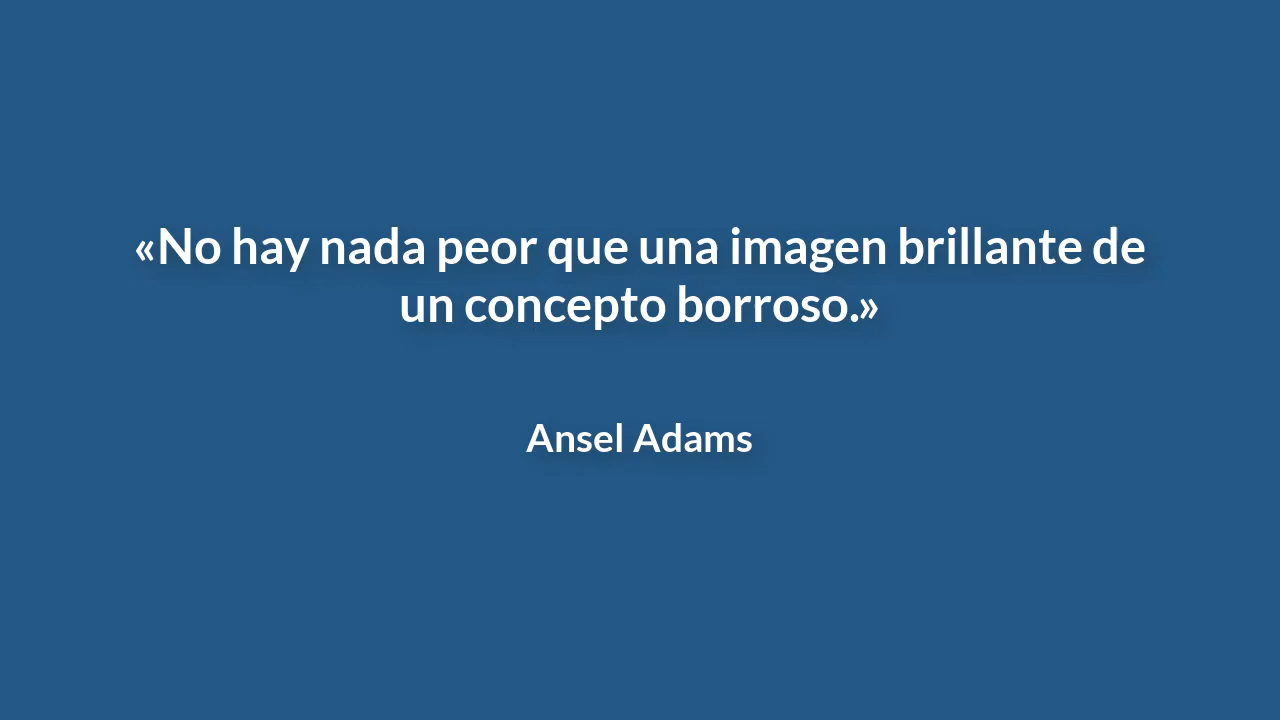 «No hay nada peor que una imagen brillante de
un concepto borroso.»
Ansel Adams